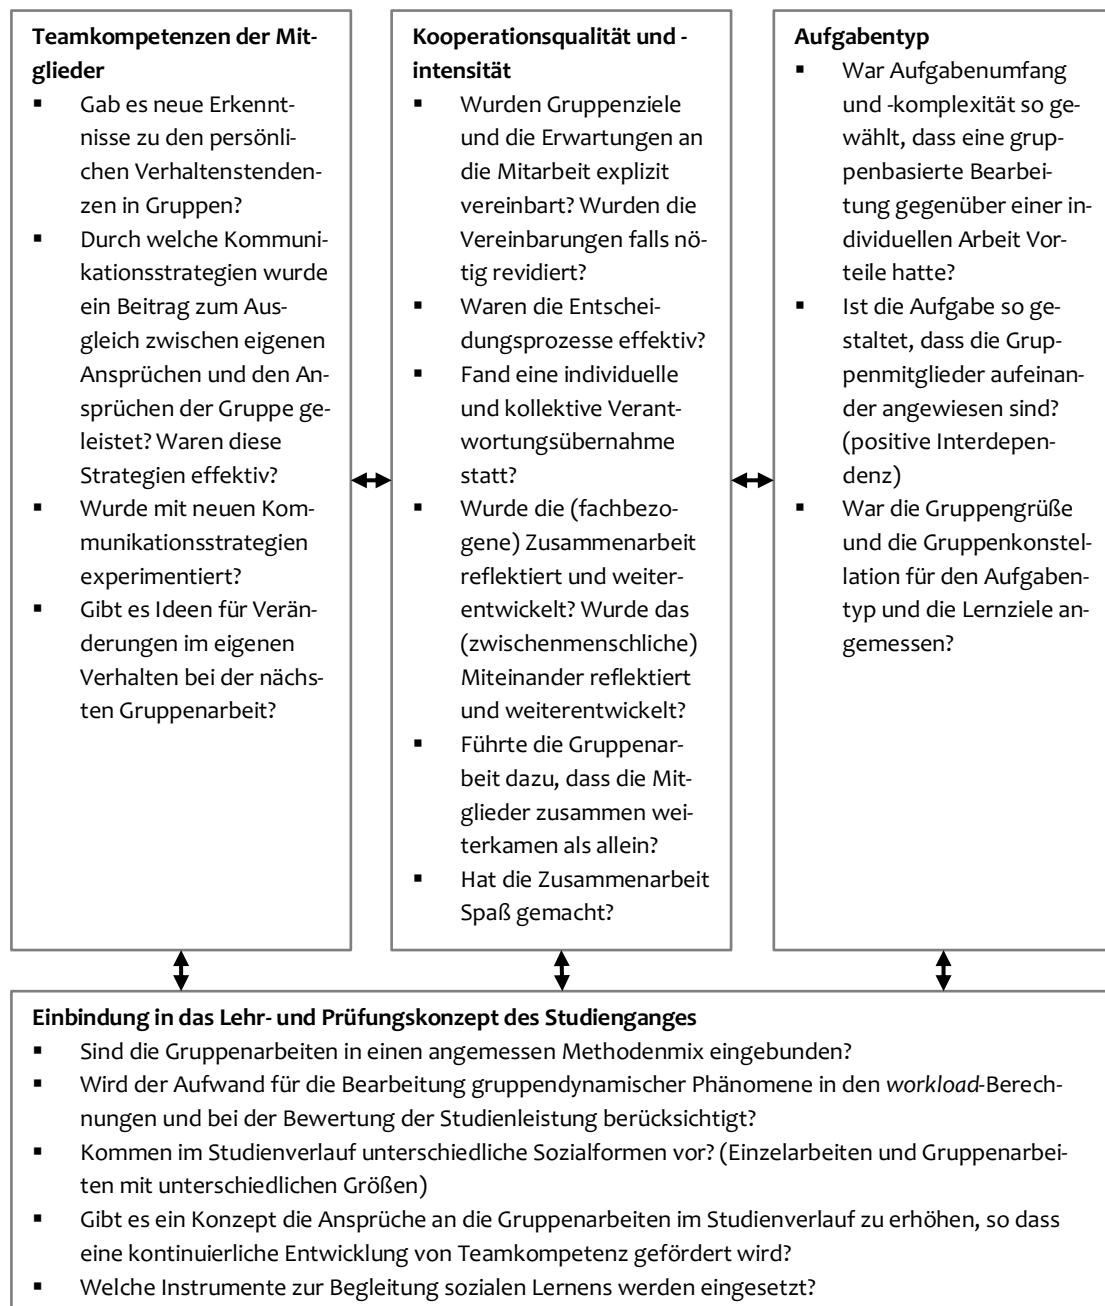 Teamkompetenzen der Mit-
glieder
▪ Gab es neue Erkennt-
nisse zu den persönli-
chen Verhaltenstenden-
zen in Gruppen?
▪ Durch welche Kommuni-
kationsstrategien wurde
ein Beitrag zum Aus-
gleich zwischen eigenen
Ansprüchen und den An-
sprüchen der Gruppe ge-
leistet? Waren diese
Strategien effektiv?
▪ Wurde mit neuen Kom-
munikationsstrategien
experimentiert?
▪ Gibt es Ideen für Verän-
derungen im eigenen
Verhalten bei der nächs-
ten Gruppenarbeit?
Kooperationsqualität und -
intensität
▪ Wurden Gruppenziele
und die Erwartungen an
die Mitarbeit explizit
vereinbart? Wurden die
Vereinbarungen falls nö-
tig revidiert?
▪ Waren die Entschei-
dungsprozesse effektiv?
▪ Fand eine individuelle
und kollektive Verant-
wortungsübernahme
statt?
▪ Wurde die (fachbezo-
gene) Zusammenarbeit
reflektiert und weiter-
entwickelt? Wurde das
(zwischenmenschliche)
Miteinander reflektiert
und weiterentwickelt?
▪ Führte die Gruppenar-
beit dazu, dass die Mit-
glieder zusammen wei-
terkamen als allein?
▪ Hat die Zusammenarbeit
Spaß gemacht?
Aufgabentyp
▪ War Aufgabenumfang
und -komplexität so ge-
wählt, dass eine grup-
penbasierte Bearbei-
tung gegenüber einer in-
dividuellen Arbeit Vor-
teile hatte?
▪ Ist die Aufgabe so ge-
staltet, dass die Grup-
penmitglieder aufeinan-
der angewiesen sind?
(positive Interdepen-
denz)
▪ War die Gruppengrüße
und die Gruppenkonstel-
lation für den Aufgaben-
typ und die Lernziele an-
gemessen?
Einbindung in das Lehr- und Prüfungskonzept des Studienganges
▪ Sind die Gruppenarbeiten in einen angemessen Methodenmix eingebunden?
▪ Wird der Aufwand für die Bearbeitung gruppendynamischer Phänomene in den workload-Berech-
nungen und bei der Bewertung der Studienleistung berücksichtigt?
▪ Kommen im Studienverlauf unterschiedliche Sozialformen vor? (Einzelarbeiten und Gruppenarbei-
ten mit unterschiedlichen Größen)
▪ Gibt es ein Konzept die Ansprüche an die Gruppenarbeiten im Studienverlauf zu erhöhen, so dass
eine kontinuierliche Entwicklung von Teamkompetenz gefördert wird?
▪ Welche Instrumente zur Begleitung sozialen Lernens werden eingesetzt?